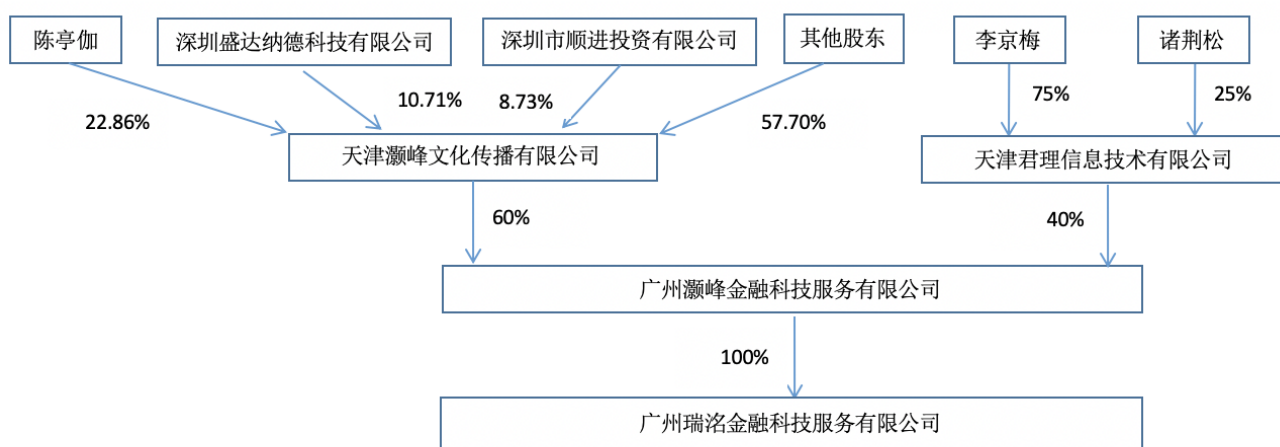 陈亭伽
深圳盛达纳德科技有限公司
深圳市顺进投资有限公司
其他股东
李京梅
诸荆松
22.86%
10.71%
8.73%
57.70%
75%
25%
天津灏峰文化传播有限公司
天津君理信息技术有限公司
60%
40%
广州灏峰金融科技服务有限公司
100%
广州瑞洺金融科技服务有限公司